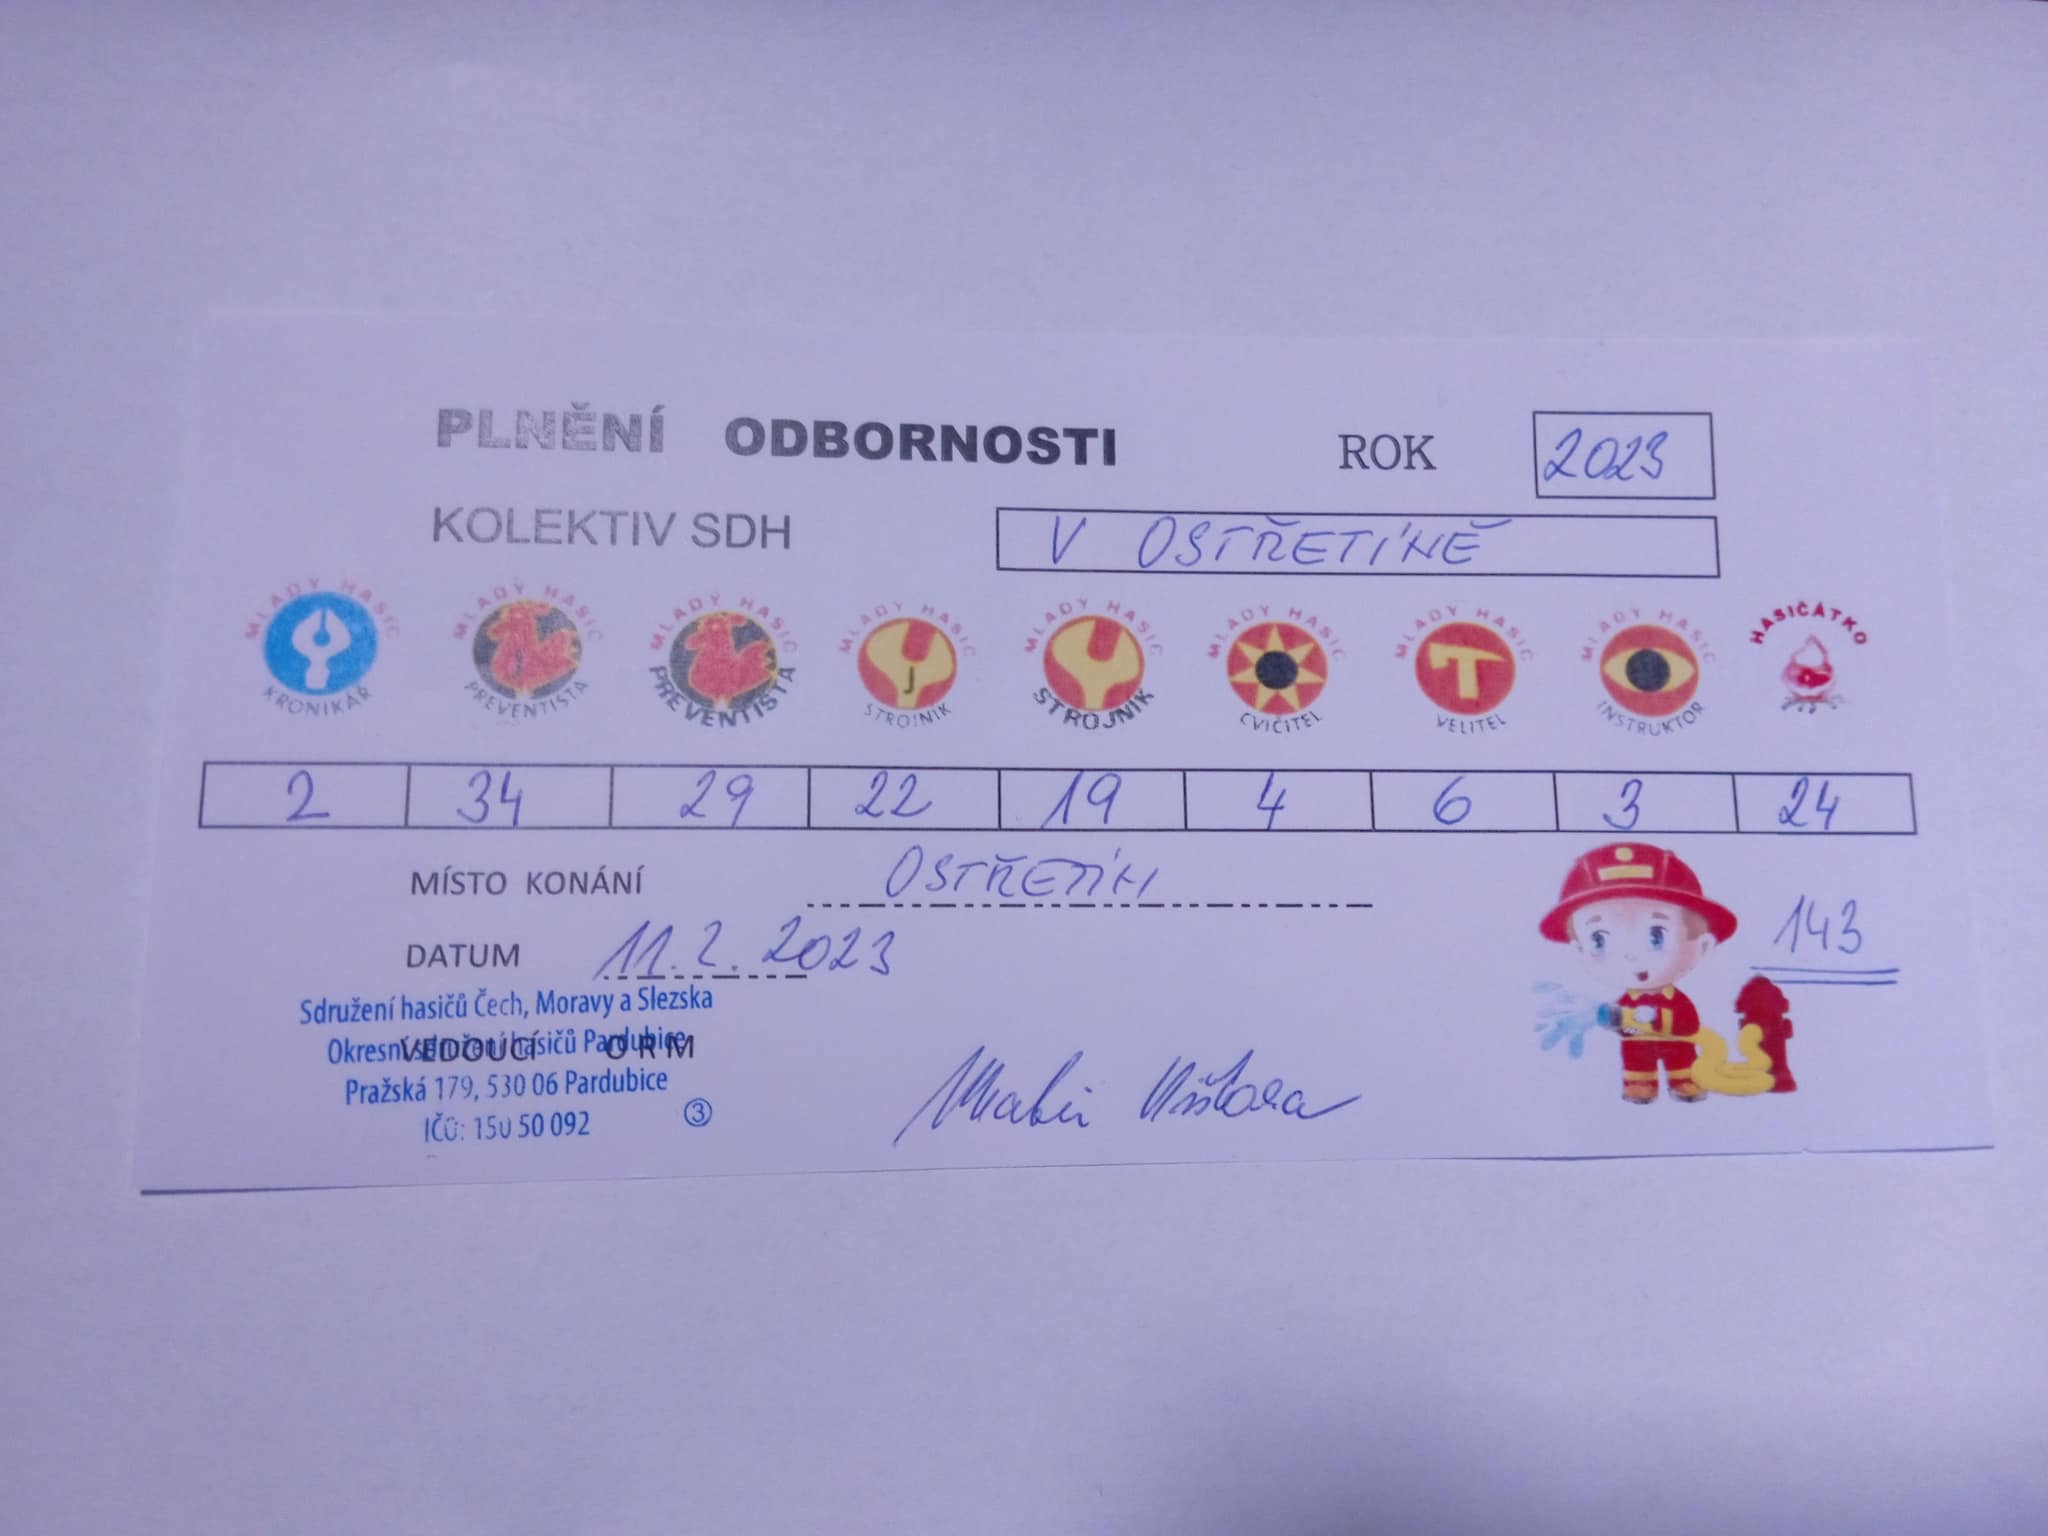 PLNĚNÍ ODBORNOSTI ROK 2023
KOLEKTIV SDH V OSTŘETÍNĚ
MLADÝ HASIČ KRONIKÁŘ
MLADÝ HASIČ PREVENTISTA
MLADÝ HASIČ PREVENTISTA
MLADÝ HASIČ J STROJNÍK
MLADÝ HASIČ STROJNÍK
MLADÝ HASIČ CVIČITEL
MLADÝ HASIČ VELITEL
MLADÝ HASIČ INSTRUKTOR
HASIČÁTKO
2 34 29 22 19 4 6 3 24
MÍSTO KONÁNÍ OSTŘETÍN
143
DATUM 11.2.2023
Sdružení hasičů Čech, Moravy a Slezska
Okresní sdružení hasičů Pardubice
VEDOUCÍ ORM
Pražská 179, 530 06 Pardubice
IČO: 150 50 092 3